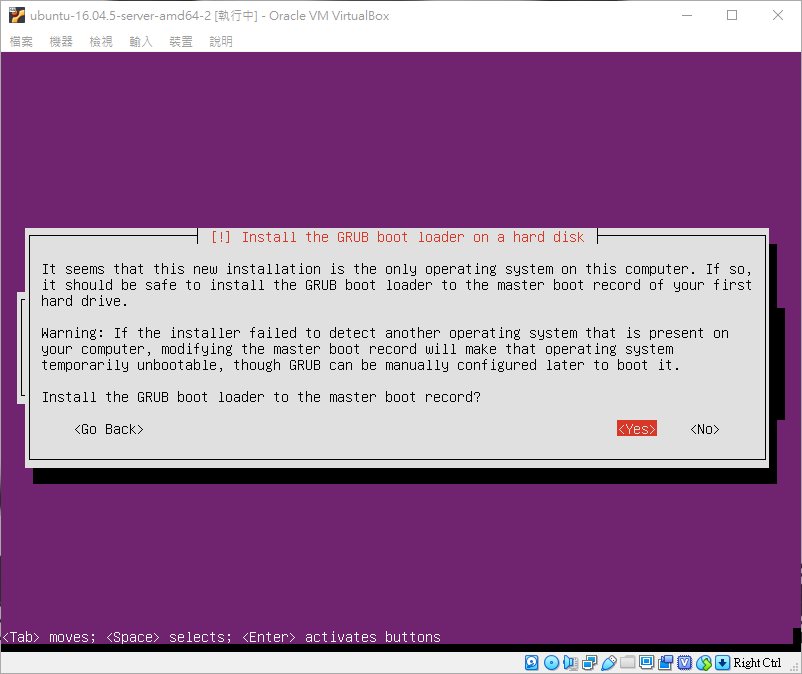 ubuntu-16.04.5-server-amd64-2 [執行中] - Oracle VM VirtualBox
檔案 機器 檢視 輸入 裝置 說明
[!] Install the GRUB boot loader on a hard disk
It seems that this new installation is the only operating system on this computer. If so,
it should be safe to install the GRUB boot loader to the master boot record of your first
hard drive.
Warning: If the installer failed to detect another operating system that is present on
your computer, modifying the master boot record will make that operating system
temporarily unbootable, though GRUB can be manually configured later to boot it.
Install the GRUB boot loader to the master boot record?
<Go Back> <Yes> <No>
<Tab> moves; <Space> selects; <Enter> activates buttons
Right Ctrl